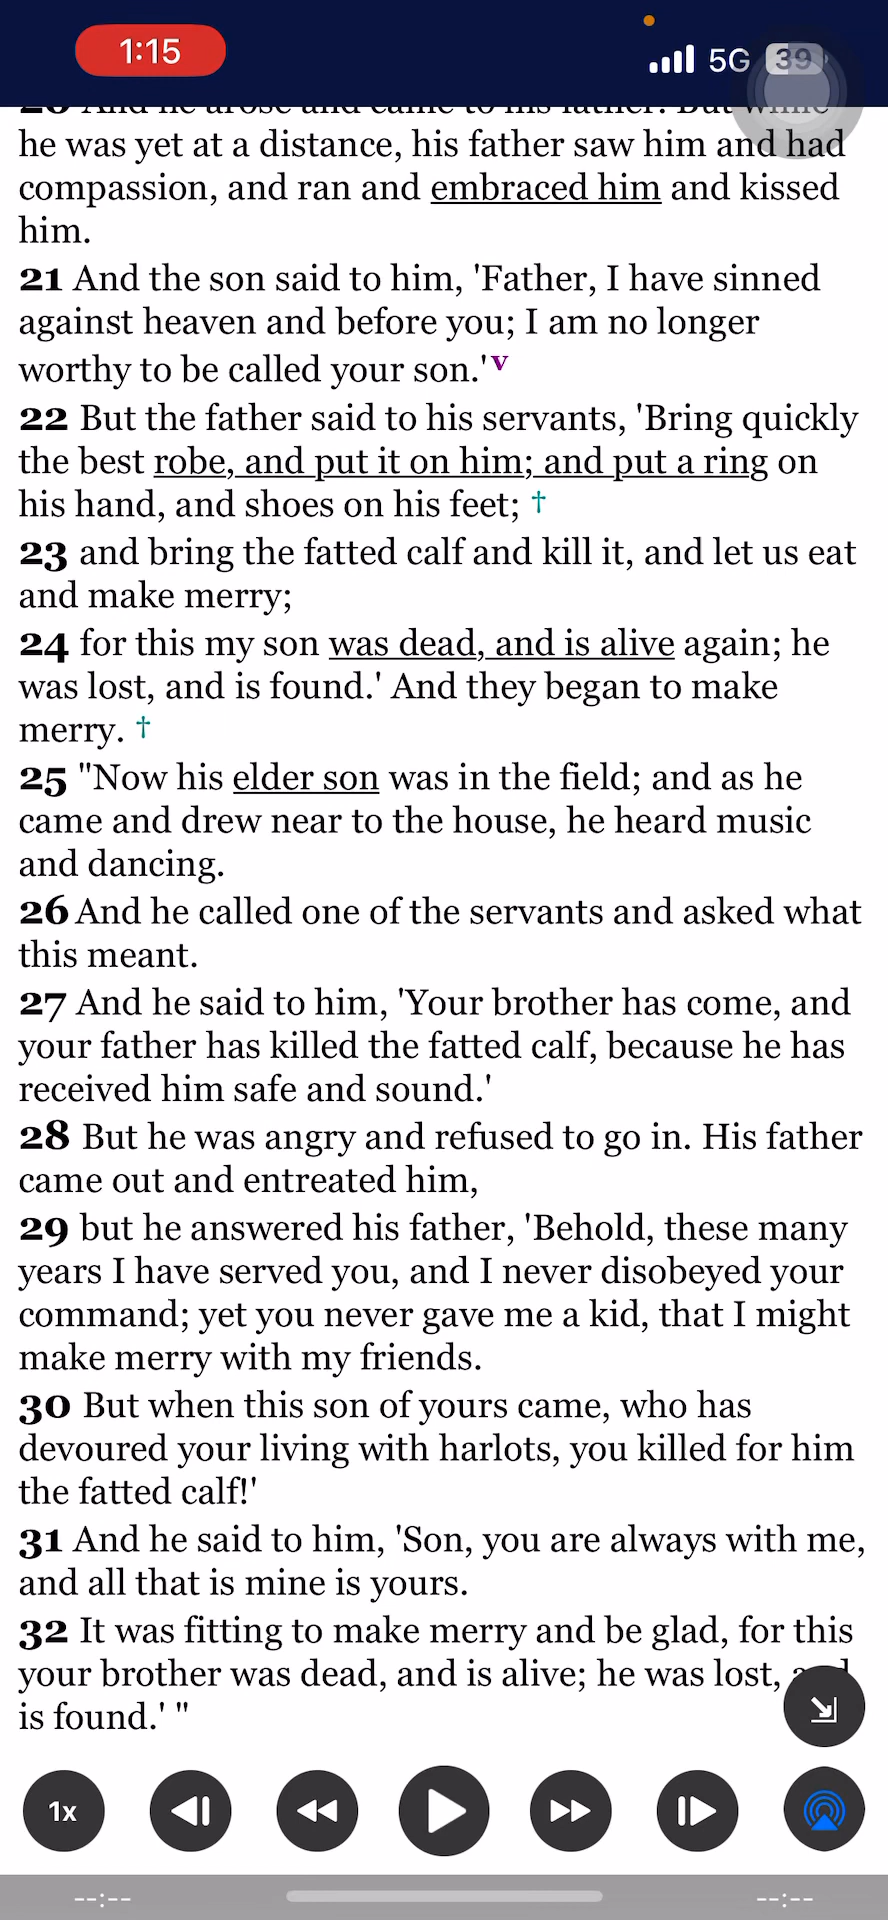 1:15
5G 39
20 And he arose and came to his father. But while
he was yet at a distance, his father saw him and had
compassion, and ran and embraced him and kissed
him.
21 And the son said to him, 'Father, I have sinned
against heaven and before you; I am no longer
worthy to be called your son.'v
22 But the father said to his servants, 'Bring quickly
the best robe, and put it on him; and put a ring on
his hand, and shoes on his feet; †
23 and bring the fatted calf and kill it, and let us eat
and make merry;
24 for this my son was dead, and is alive again; he
was lost, and is found.' And they began to make
merry. †
25 "Now his elder son was in the field; and as he
came and drew near to the house, he heard music
and dancing.
26 And he called one of the servants and asked what
this meant.
27 And he said to him, 'Your brother has come, and
your father has killed the fatted calf, because he has
received him safe and sound.'
28 But he was angry and refused to go in. His father
came out and entreated him,
29 but he answered his father, 'Behold, these many
years I have served you, and I never disobeyed your
command; yet you never gave me a kid, that I might
make merry with my friends.
30 But when this son of yours came, who has
devoured your living with harlots, you killed for him
the fatted calf!'
31 And he said to him, 'Son, you are always with me,
and all that is mine is yours.
32 It was fitting to make merry and be glad, for this
your brother was dead, and is alive; he was lost, and
is found.' "
1x
--:-- --:--